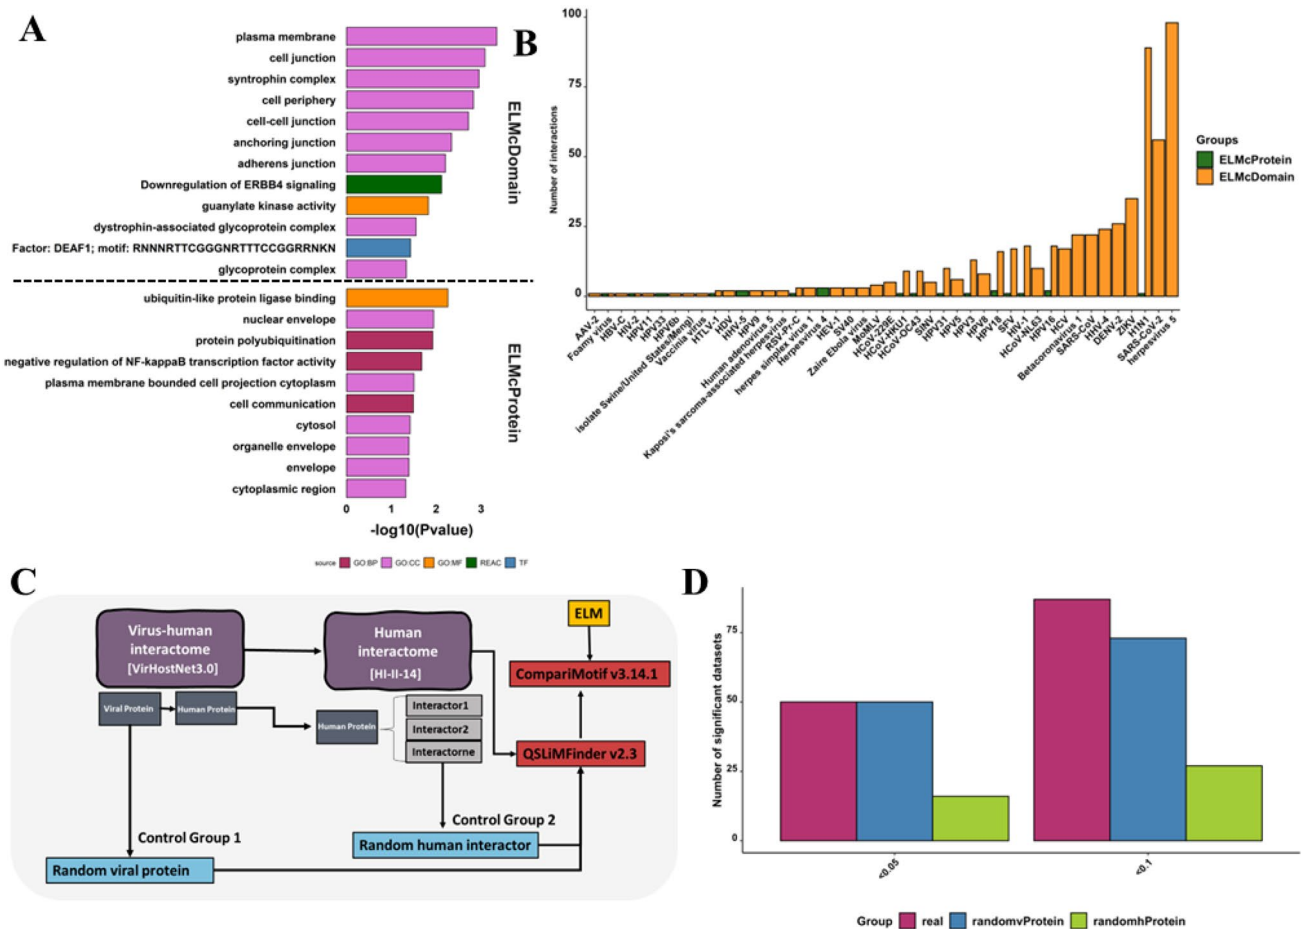 A
plasma membrane
cell junction
syntrophin complex
cell periphery
cell-cell junction
anchoring junction
adherens junction
Downregulation of ERBB4 signaling
guanylate kinase activity
dystrophin-associated glycoprotein complex
Factor: DEAF1; motif: RNNNRTTCGGGNRTTTCCGGRRNKN
glycoprotein complex
ELMcDomain
ubiquitin-like protein ligase binding
nuclear envelope
protein polyubiquitination
negative regulation of NF-kappaB transcription factor activity
plasma membrane bounded cell projection cytoplasm
cell communication
cytosol
organelle envelope
envelope
cytoplasmic region
ELMcProtein
0 1 2 3
-log10(Pvalue)
source GO:BP GO:CC GO:MF REAC TF
B
Number of interactions
100
75
50
25
0
AAV-2
Foamy virus
HBV-C
HIV-2
HPV11
HPV33
HPV6b
isolate Swine/United States/Mengi
Vaccinia virus
HTLV-1
HDV
HHV-5
HPV9
Human adenovirus 5
Kaposi's sarcoma-associated herpesvirus
RSV-Pr-C
herpes simplex virus 1
Herpesvirus 4
HEV-1
SV40
Zaire Ebola virus
MoMLV
HCoV-229E
HCoV-HKU1
HCoV-OC43
SINV
HPV31
HPV5
HPV3
HPV8
HPV18
SFV
HIV-1
HCoV-NL63
HPV16
HCV
Betacoronavirus 1
SARS-CoV
HHV-4
DENV-2
ZIKV
H1N1
SARS-CoV-2
herpesvirus 5
Groups
ELMcProtein
ELMcDomain
C
Virus-human
interactome
[VirHostNet3.0]
Human
interactome
[HI-II-14]
ELM
CompariMotif v3.14.1
Viral Protein
Human Protein
Human Protein
Interactor1
Interactor2
Interactorne
QSLiMFinder v2.3
Control Group 1
Control Group 2
Random human interactor
Random viral protein
D
Number of significant datasets
75
50
25
0
<0.05
<0.1
Group real randomvProtein randomhProtein